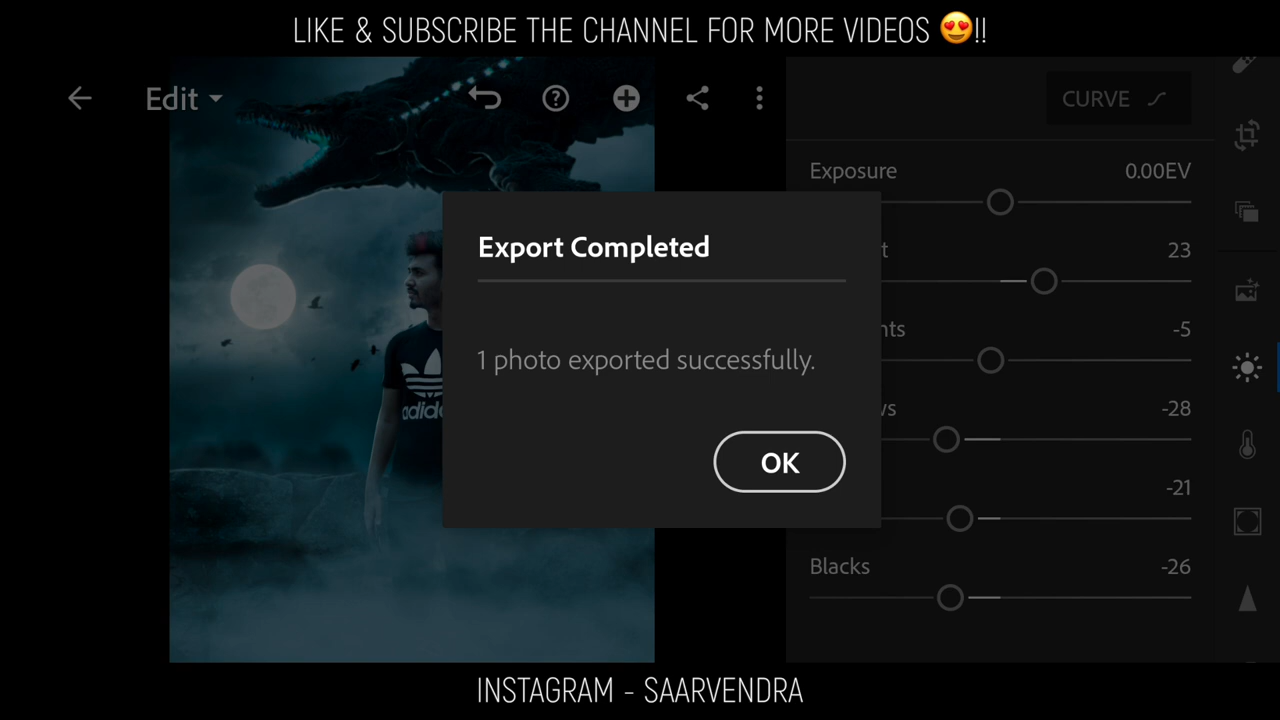 LIKE & SUBSCRIBE THE CHANNEL FOR MORE VIDEOS 😍!!
Edit
CURVE
Exposure 0.00EV
23
-5
-28
-21
Blacks -26
Export Completed
1 photo exported successfully.
OK
INSTAGRAM - SAARVENDRA